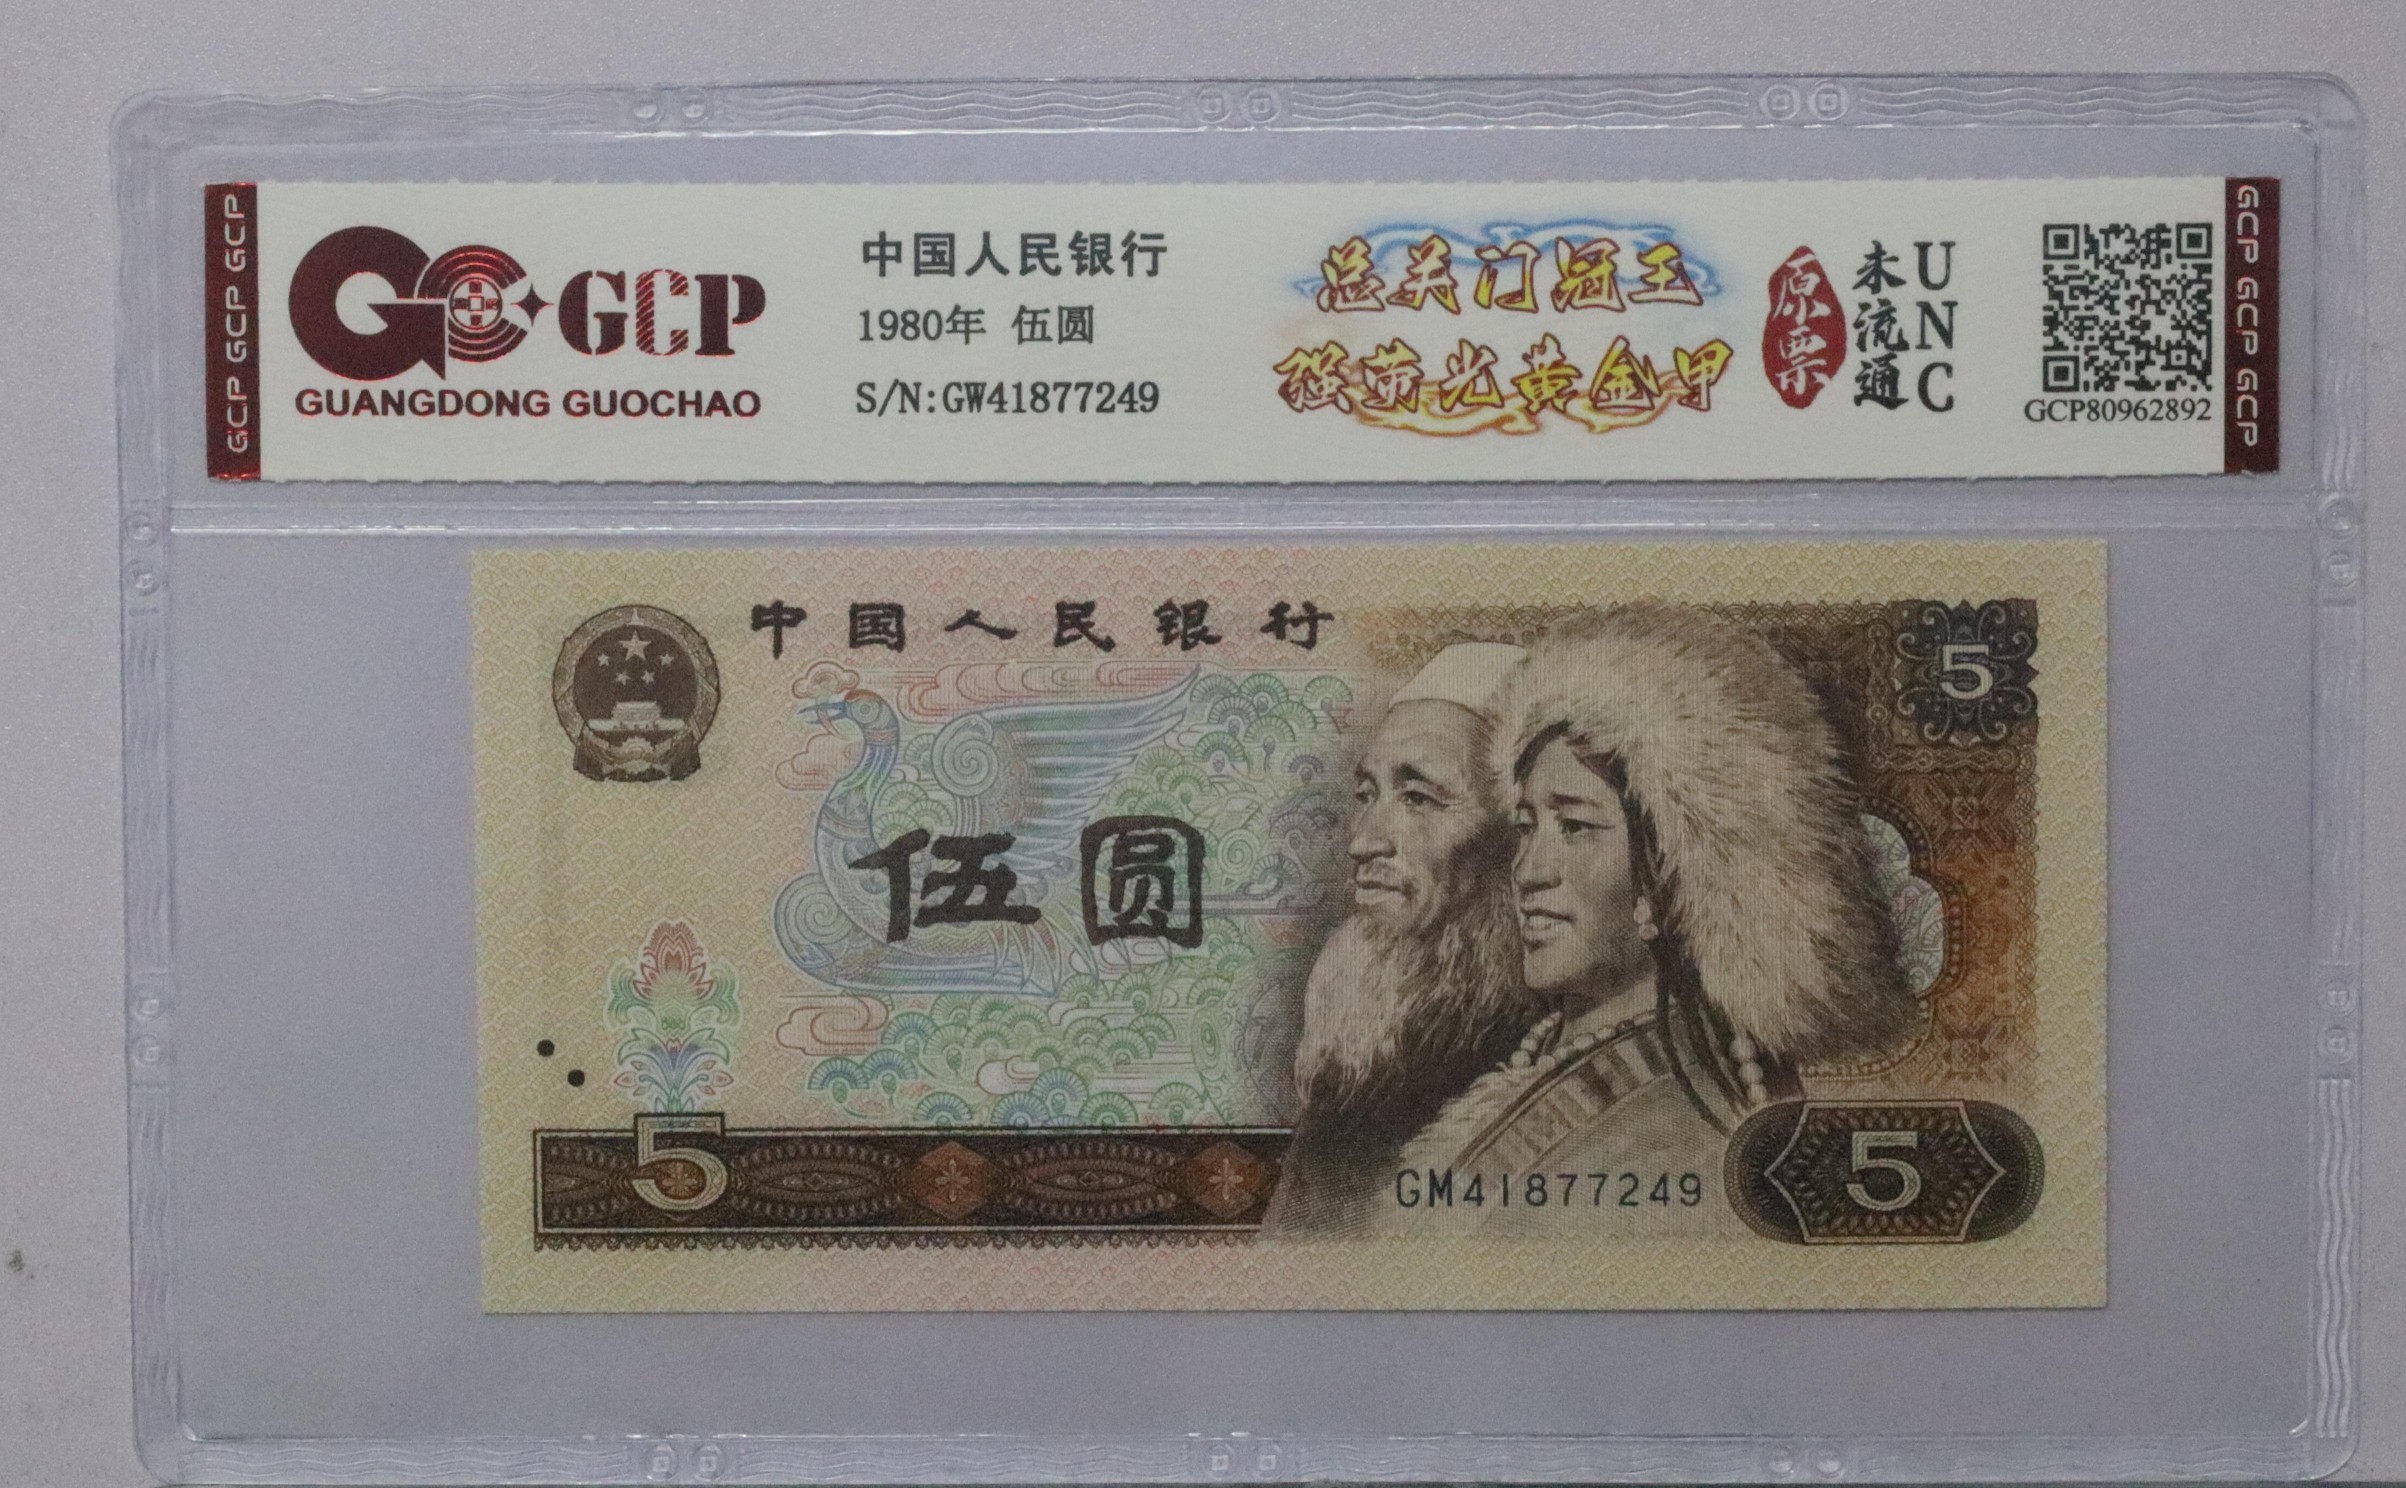 GCP GCP GCP
GCP
GUANGDONG GUOCHAO
中国人民银行
1980年 伍圆
S/N:GW41877249
总关门冠王
强荧光黄金甲
原票
未流通
UNC
GCP80962892
GCP GCP GCP
中国人民银行
5
伍圆
5
GM41877249
5